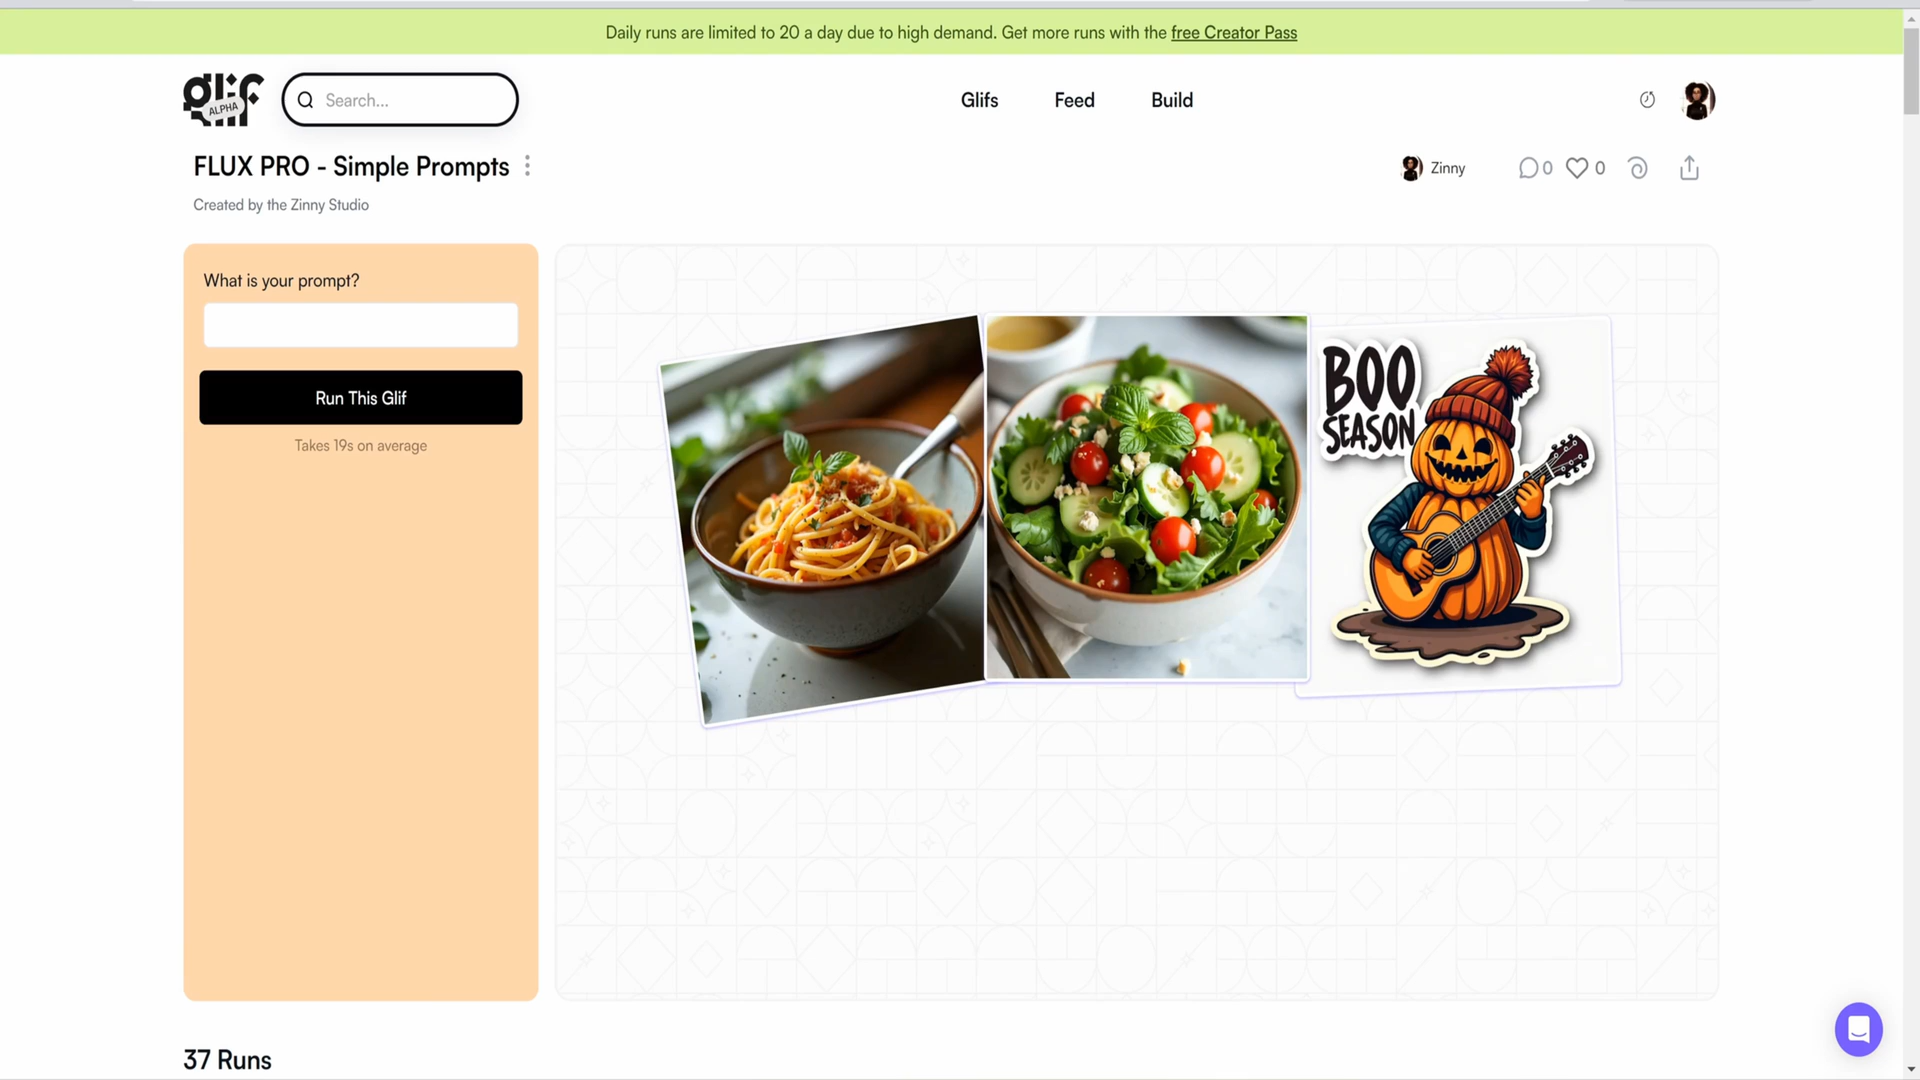 Daily runs are limited to 20 a day due to high demand. Get more runs with the free Creator Pass
glif
ALPHA
Search...
Glifs
Feed
Build
FLUX PRO - Simple Prompts
Zinny
0
0
Created by the Zinny Studio
What is your prompt?
Run This Glif
Takes 19s on average
BOO
SEASON
37 Runs